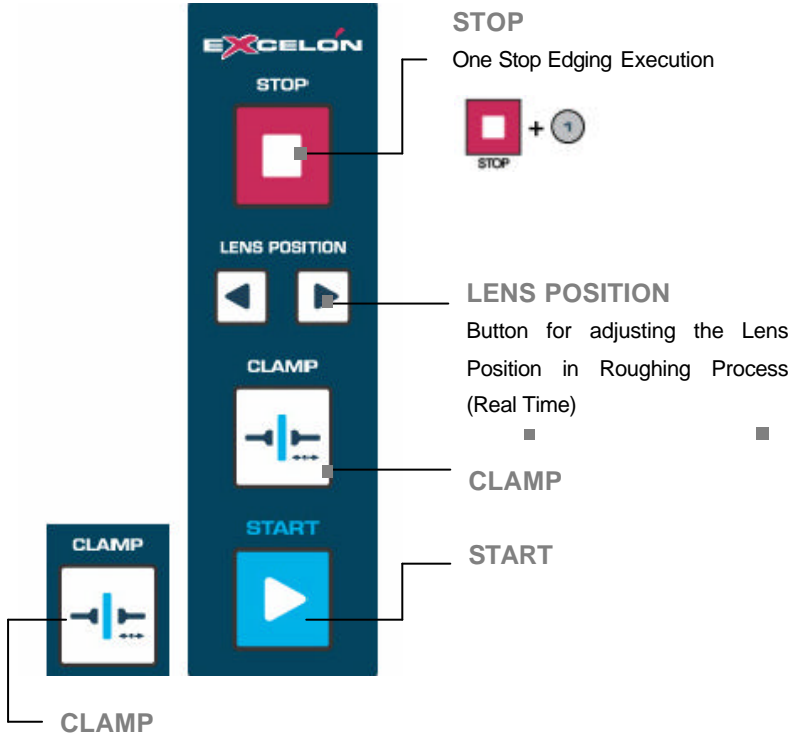 EXCELÓN
STOP
LENS POSITION
CLAMP
START
CLAMP
CLAMP
STOP
One Stop Edging Execution
+
STOP
LENS POSITION
Button for adjusting the Lens
Position in Roughing Process
(Real Time)
CLAMP
START